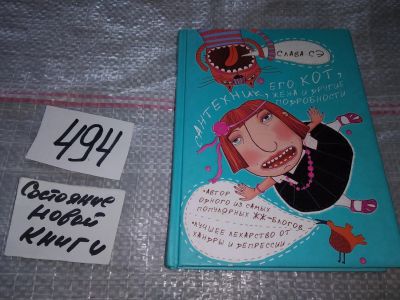 494
Состояние
новой
книги
СЛАВА СЭ
САНТЕХНИК, ЕГО КОТ,
ЖЕНА И ДРУГИЕ
ПОДРОБНОСТИ
• АВТОР
ОДНОГО ИЗ САМЫХ
ПОПУЛЯРНЫХ ЖЖ-БЛОГОВ
• ЛУЧШЕЕ ЛЕКАРСТВО ОТ
ХАНДРЫ И ДЕПРЕССИИ